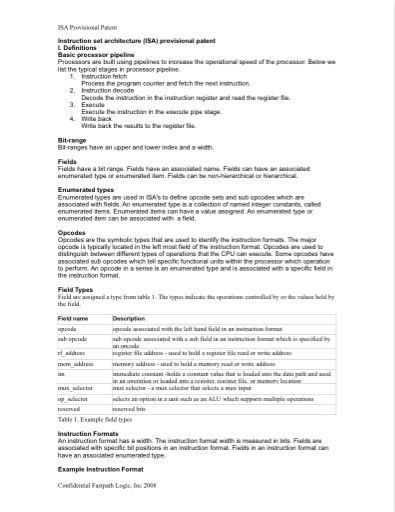 ISA Provisional Patent
Instruction set architecture (ISA) provisional patent
I. Definitions
Basic processor pipeline
Processors are built using pipelines to increase the operational speed of the processor. Below we
list the typical stages in processor pipeline.
1. Instruction fetch
Process the program counter and fetch the next instruction.
2. Instruction decode
Decode the instruction in the instruction register and read the register file.
3. Execute
Execute the instruction in the execute pipe stage.
4. Write back
Write back the results to the register file.
Bit-range
Bit-ranges have an upper and lower index and a width.
Fields
Fields have a bit range. Fields have an associated name. Fields can have an associated
enumerated type or enumerated item. Fields can be non-hierarchical or hierarchical.
Enumerated types
Enumerated types are used in ISA's to define opcode sets and sub opcodes which are
associated with fields. An enumerated type is a collection of named integer constants, called
enumerated items. Enumerated items can have a value assigned. An enumerated type or
enumerated item can be associated with a field.
Opcodes
Opcodes are the symbolic types that are used to identify the instruction formats. The major
opcode is typically located in the left most field of the instruction format. Opcodes are used to
distinguish between different types of operations that the CPU can execute. Some opcodes have
associated sub opcodes which tell specific functional units within the processor which operation
to perform. An opcode in a sense is an enumerated type and is associated with a specific field in
the instruction format.
Field Types
Field are assigned a type from table 1. The types indicate the operations controlled by or the values held by
the field.
Field name Description
opcode opcode associated with the left hand field in an instruction format
sub opcode sub opcode associated with a sub field in an instruction format which is specified by
an opcode
rf_address register file address - used to hold a register file read or write address
mem_address memory address - used to hold a memory read or write address
im immediate constant -holds a constant value that is loaded into the data path and used
in an operation or loaded into a register, register file, or memory location
mux_selector mux selector - a mux selector that selects a mux input
op_selector selects an option in a unit such as an ALU which supports multiple operations
reserved reserved bits
Table 1. Example field types
Instruction Formats
An instruction format has a width. The instruction format width is measured in bits. Fields are
associated with specific bit positions in an instruction format. Fields in an instruction format can
have an associated enumerated type.
Example Instruction Format
Confidential Fastpath Logic, Inc 2008